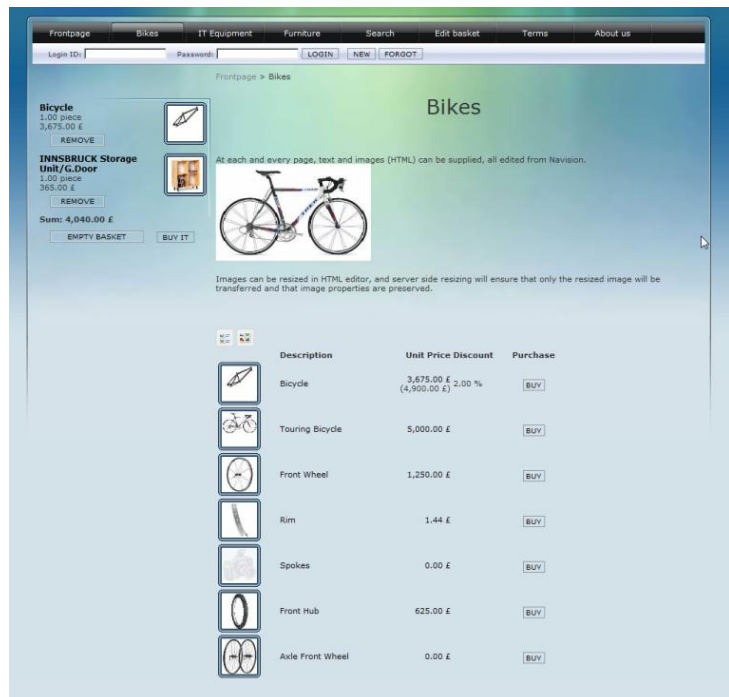 Frontpage Bikes IT Equipment Furniture Search Edit basket Terms About us
Login ID: Password: LOGIN NEW FORGOT
Frontpage > Bikes
Bicycle
1.00 piece
3,675.00 £
REMOVE
INNSBRUCK Storage
Unit/G.Door
1.00 piece
365.00 £
REMOVE
Sum: 4,040.00 £
EMPTY BASKET BUY IT
Bikes
At each and every page, text and images (HTML) can be supplied, all edited from Navision.
TREK
Images can be resized in HTML editor, and server side resizing will ensure that only the resized image will be
transferred and that image properties are preserved.
Description Unit Price Discount Purchase
Bicycle 3,675.00 £ (4,900.00 £) 2.00 % BUY
Touring Bicycle 5,000.00 £ BUY
Front Wheel 1,250.00 £ BUY
Rim 1.44 £ BUY
Spokes 0.00 £ BUY
Front Hub 625.00 £ BUY
Axle Front Wheel 0.00 £ BUY